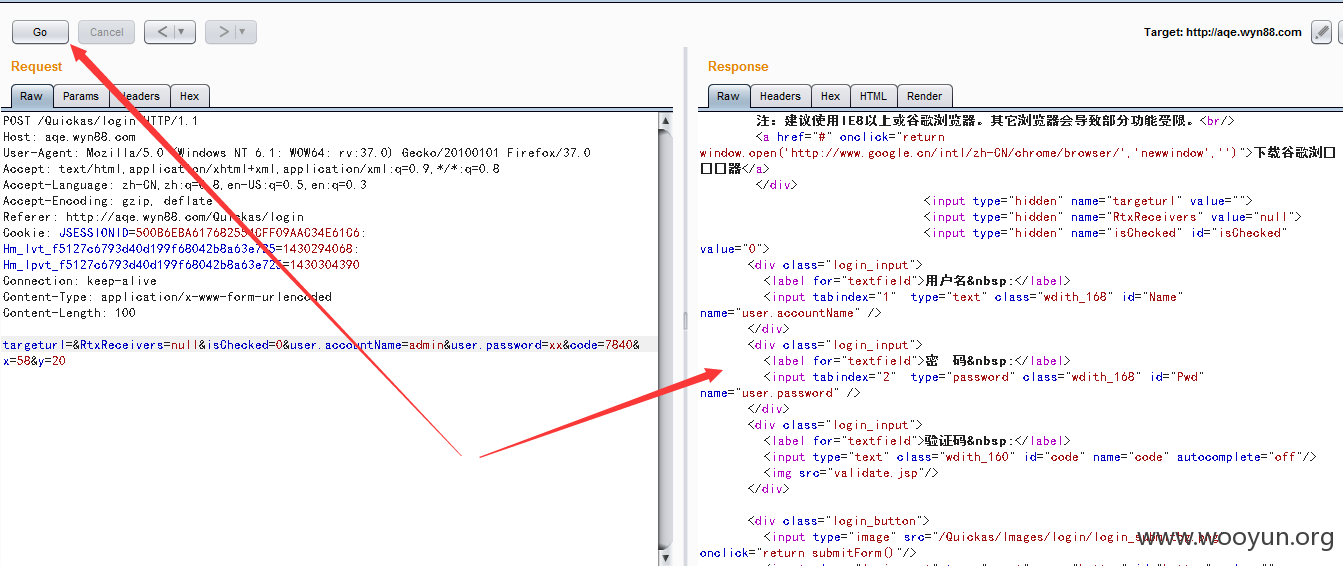 Go
Cancel
< | ▼
> | ▼
Target: http://aqe.wyn88.com
Request
Raw
Params
Headers
Hex
POST /Quickas/login HTTP/1.1
Host: aqe.wyn88.com
User-Agent: Mozilla/5.0 (Windows NT 6.1; WOW64; rv:37.0) Gecko/20100101 Firefox/37.0
Accept: text/html,application/xhtml+xml,application/xml;q=0.9,*/*;q=0.8
Accept-Language: zh-CN,zh;q=0.8,en-US;q=0.5,en;q=0.3
Accept-Encoding: gzip, deflate
Referer: http://aqe.wyn88.com/Quickas/login
Cookie:
Hm_lvt_f5127c6793d40d199f68042b8a63e725=1430294068;
Hm_lpvt_f5127c6793d40d199f68042b8a63e725=1430304390
Connection: keep-alive
Content-Type: application/x-www-form-urlencoded
Content-Length: 100
targeturl=&RtxReceivers=null&isChecked=0&user.accountName=admin&user.password=xx&code=7840&
x=58&y=20
Response
Raw
Headers
Hex
HTML
Render
注：建议使用IE8以上或谷歌浏览器。其它浏览器会导致部分功能受限。<br/>
<a href="#" onclick="return
window.open('http://www.google.cn/intl/zh-CN/chrome/browser/','newwindow','')">下载谷歌浏□
□□器</a>
</div>
<input type="hidden" name="targeturl" value="">
<input type="hidden" name="RtxReceivers" value="null">
<input type="hidden" name="isChecked" id="isChecked"
value="0">
<div class="login_input">
<label for="textfield">用户名&nbsp;</label>
<input tabindex="1" type="text" class="wdith_168" id="Name"
name="user.accountName" />
</div>
<div class="login_input">
<label for="textfield">密 码&nbsp;</label>
<input tabindex="2" type="password" class="wdith_168" id="Pwd"
name="user.password" />
</div>
<div class="login_input">
<label for="textfield">验证码&nbsp;</label>
<input type="text" class="wdith_160" id="code" name="code" autocomplete="off"/>
<img src="validate.jsp"/>
</div>
<div class="login_button">
<input type="image" src="/Quickas/Images/login/
onclick="return submitForm()"/>
www.wooyun.org